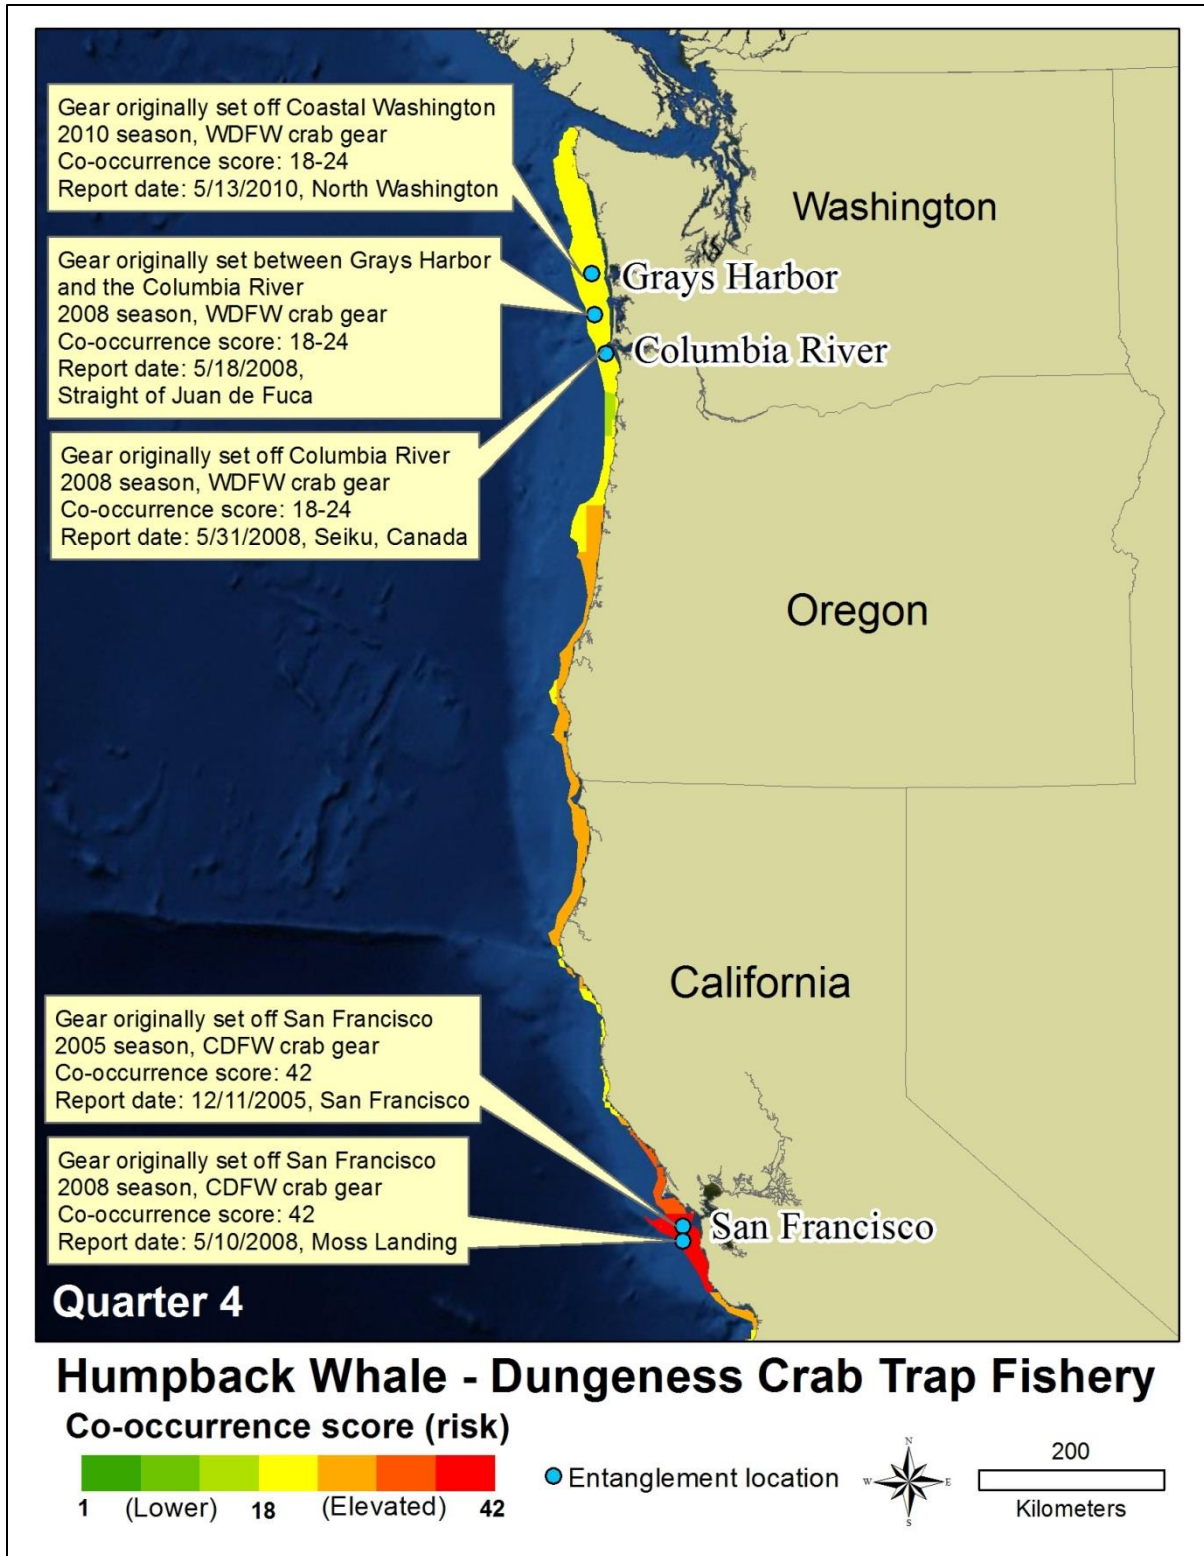 Gear originally set off Coastal Washington
2010 season, WDFW crab gear
Co-occurrence score: 18-24
Report date: 5/13/2010, North Washington
Washington
Gear originally set between Grays Harbor
and the Columbia River
2008 season, WDFW crab gear
Co-occurrence score: 18-24
Report date: 5/18/2008,
Straight of Juan de Fuca
Grays Harbor
Columbia River
Gear originally set off Columbia River
2008 season, WDFW crab gear
Co-occurrence score: 18-24
Report date: 5/31/2008, Seiku, Canada
Oregon
California
Gear originally set off San Francisco
2005 season, CDFW crab gear
Co-occurrence score: 42
Report date: 12/11/2005, San Francisco
Gear originally set off San Francisco
2008 season, CDFW crab gear
Co-occurrence score: 42
Report date: 5/10/2008, Moss Landing
San Francisco
Quarter 4
Humpback Whale - Dungeness Crab Trap Fishery
Co-occurrence score (risk)
1 (Lower) 18 (Elevated) 42
Entanglement location
N
W E
S
200
Kilometers